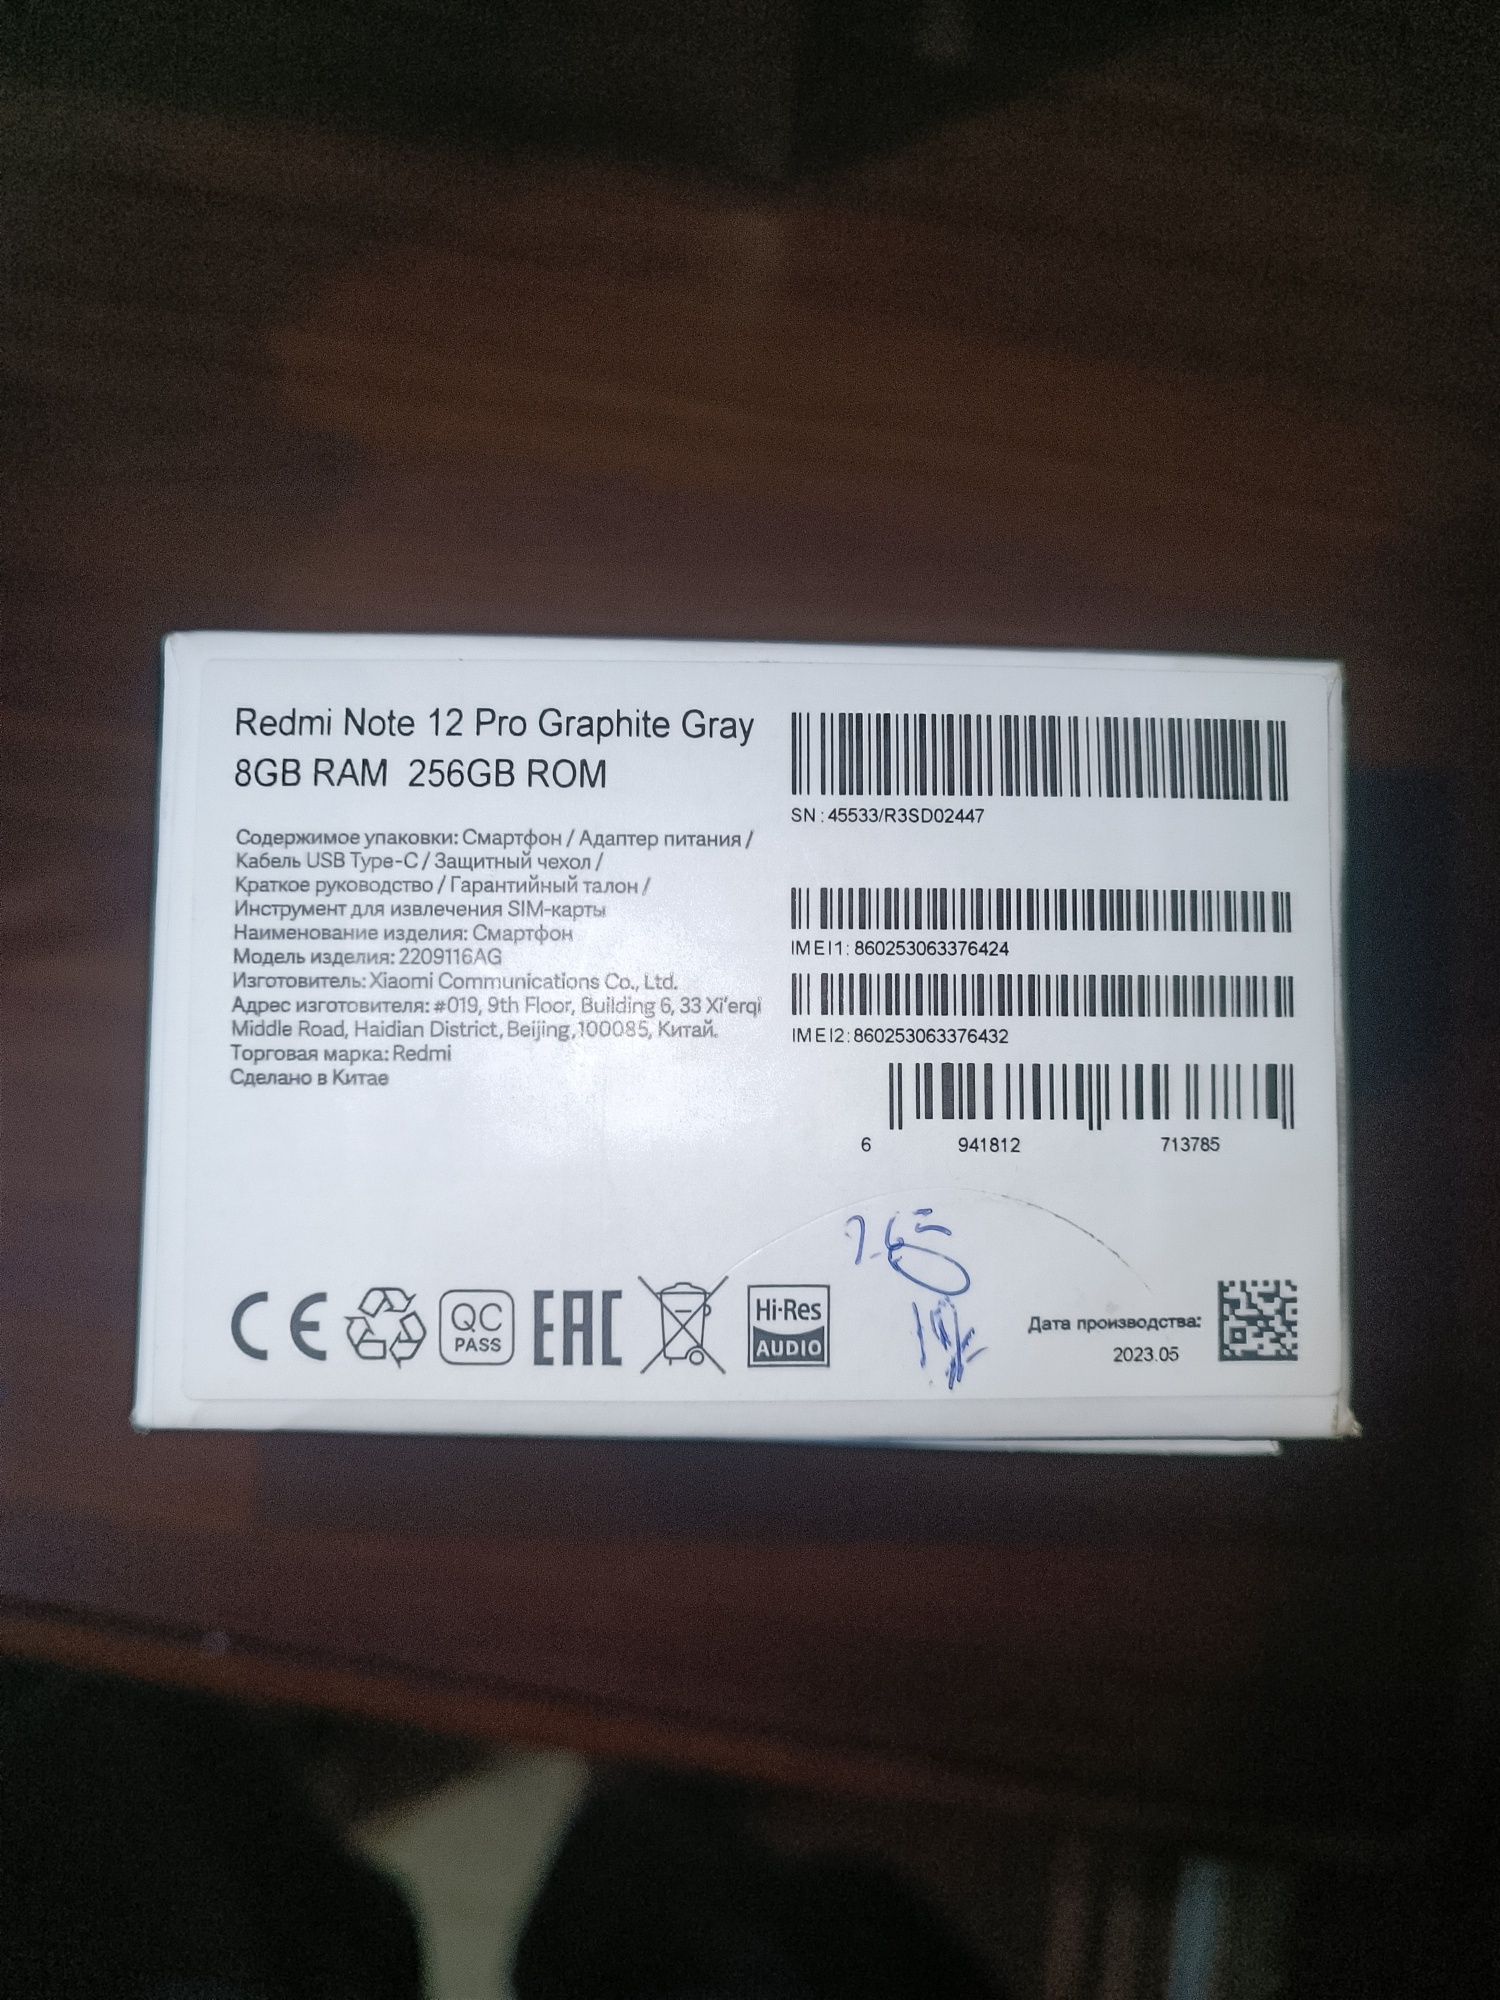 Redmi Note 12 Pro Graphite Gray
8GB RAM 256GB ROM
Содержимое упаковки: Смартфон / Адаптер питания /
Кабель USB Type-C / Защитный чехол /
Краткое руководство / Гарантийный талон /
Инструмент для извлечения SIM-карты
Наименование изделия: Смартфон
Модель изделия: 2209116AG
Изготовитель: Xiaomi Communications Co., Ltd.
Адрес изготовителя: #019, 9th Floor, Building 6, 33 Xi'erqi
Middle Road, Haidian District, Beijing, 100085, Китай.
Торговая марка: Redmi
Сделано в Китае
SN : 45533/R3SD02447
IMEI1: 860253063376424
IMEI2: 860253063376432
6 941812 713785
CE
QC
PASS
EAC
Hi-Res
AUDIO
Дата производства:
2023.05